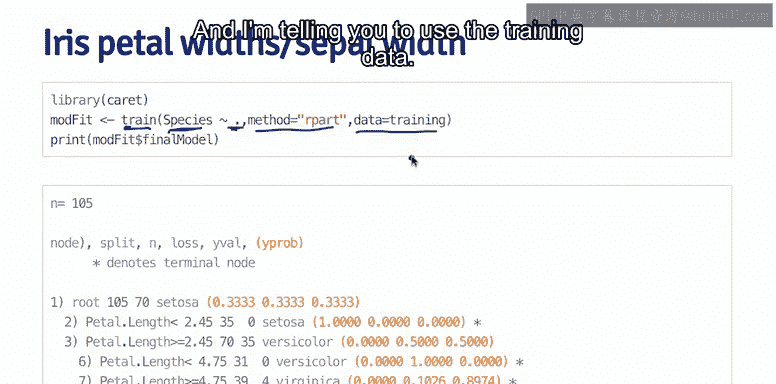 Iris petal widths/sepal width
And I'm telling you to use the training
data.
library(caret)
modFit <- train(Species ~ .,method="rpart",data=training)
print(modFit$finalModel)
n= 105
node), split, n, loss, yval, (yprob)
* denotes terminal node
1) root 105 70 setosa (0.3333 0.3333 0.3333)
2) Petal.Length< 2.45 35 0 setosa (1.0000 0.0000 0.0000) *
3) Petal.Length>=2.45 70 35 versicolor (0.0000 0.5000 0.5000)
6) Petal.Length< 4.75 31 0 versicolor (0.0000 1.0000 0.0000) *
7) Petal.Length>=4.75 39 4 virginica (0.0000 0.1026 0.8974) *